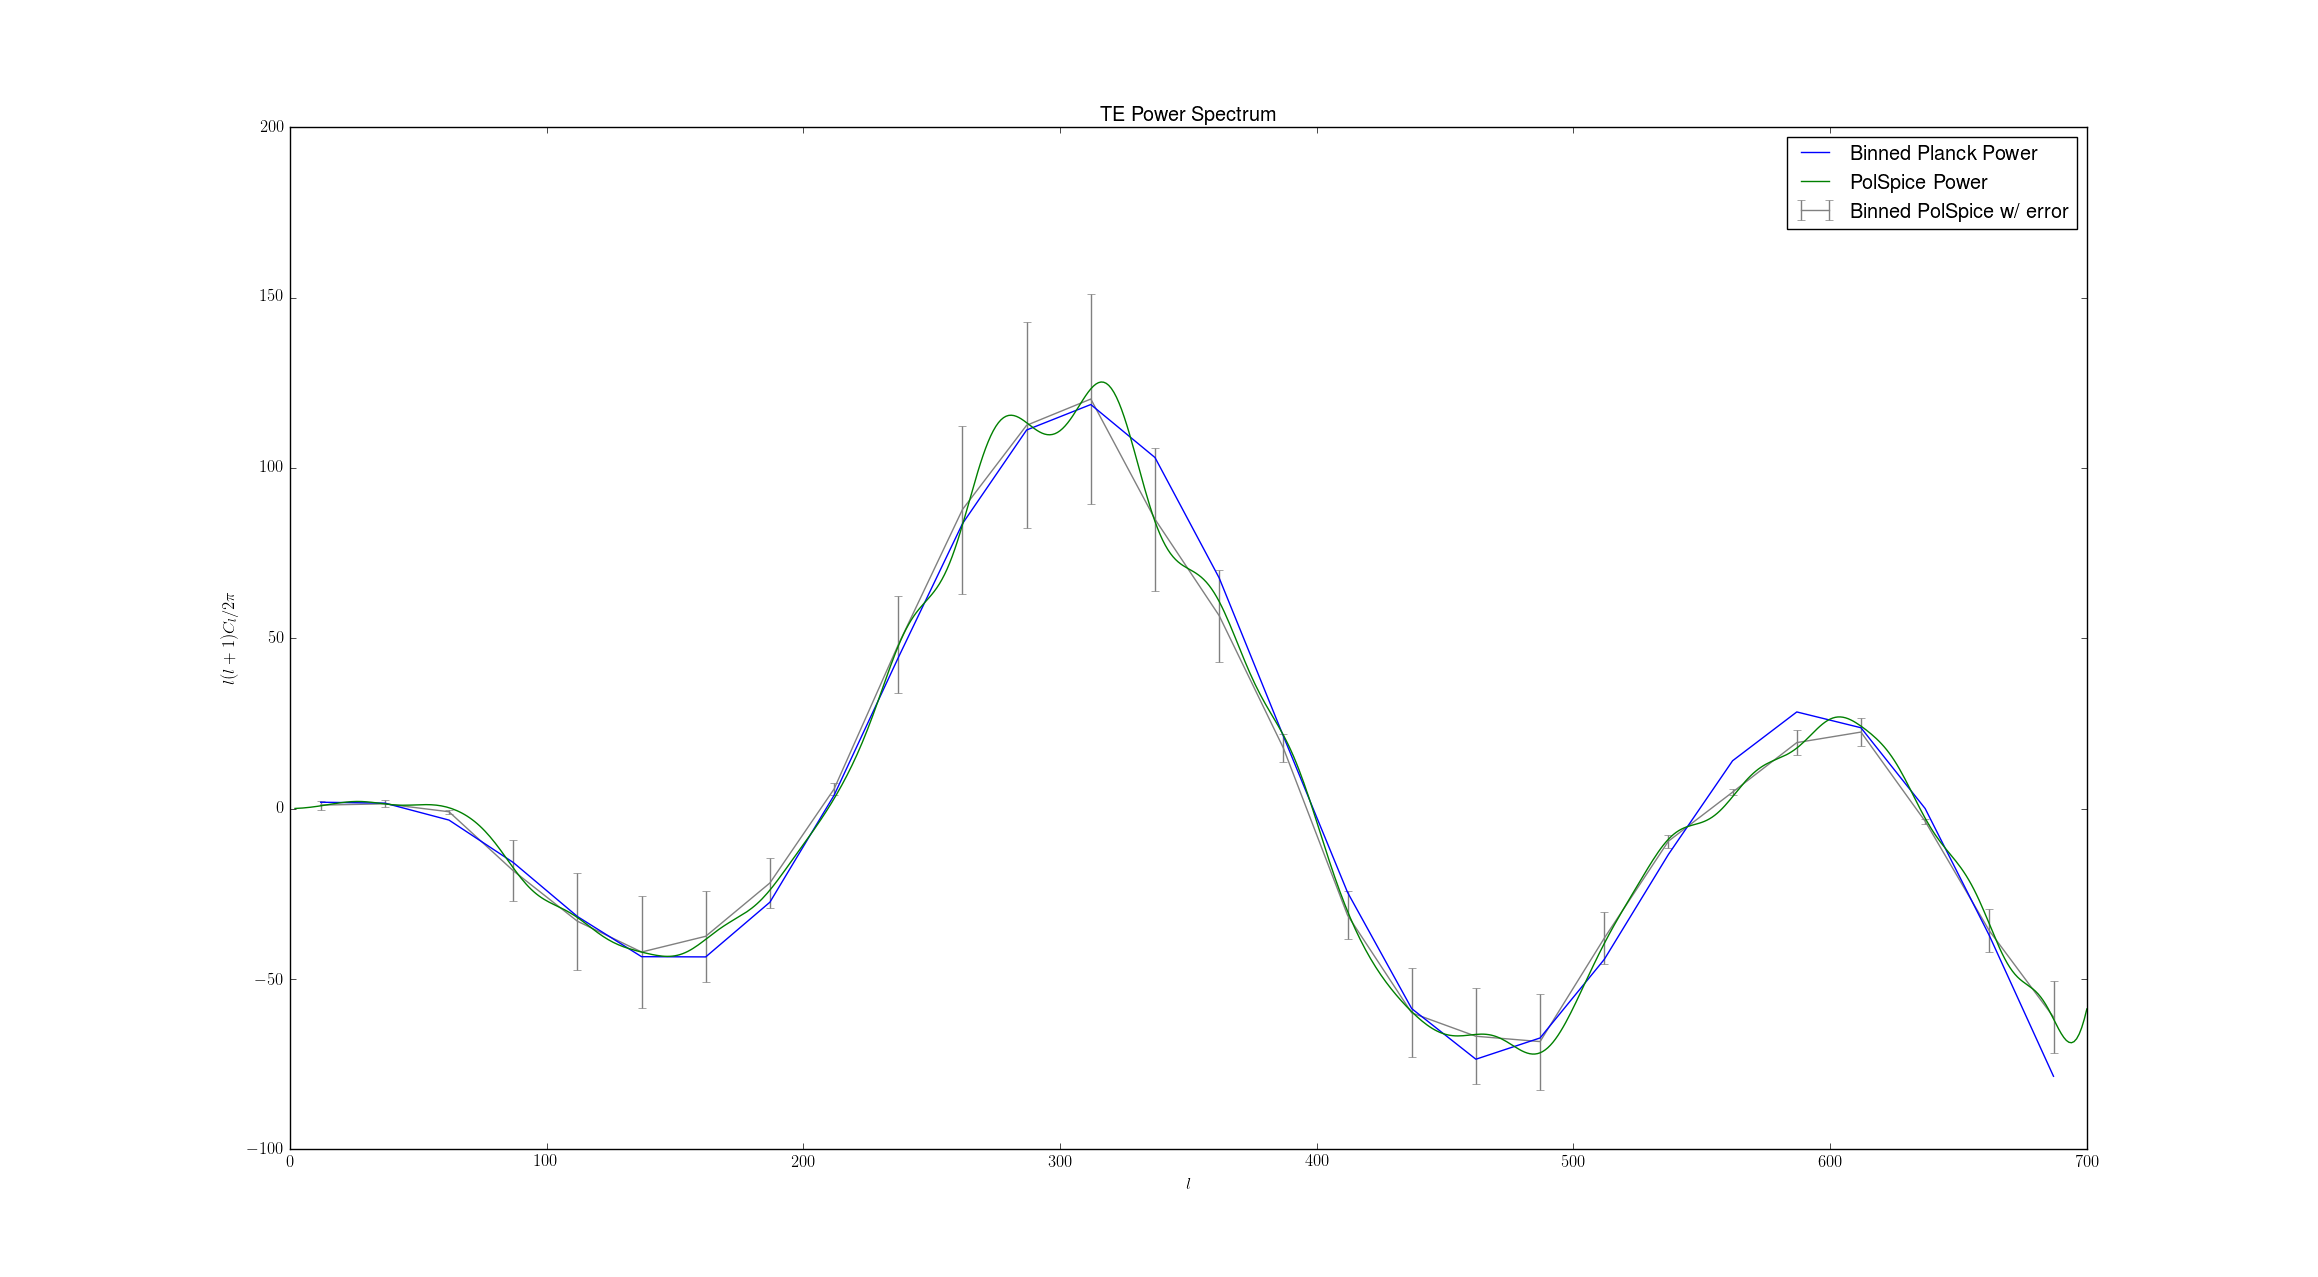 TE Power Spectrum
200
150
100
50
0
−50
−100
l(l + 1)C_l/2π
Binned Planck Power
PolSpice Power
Binned PolSpice w/ error
0 100 200 300 400 500 600 700
l